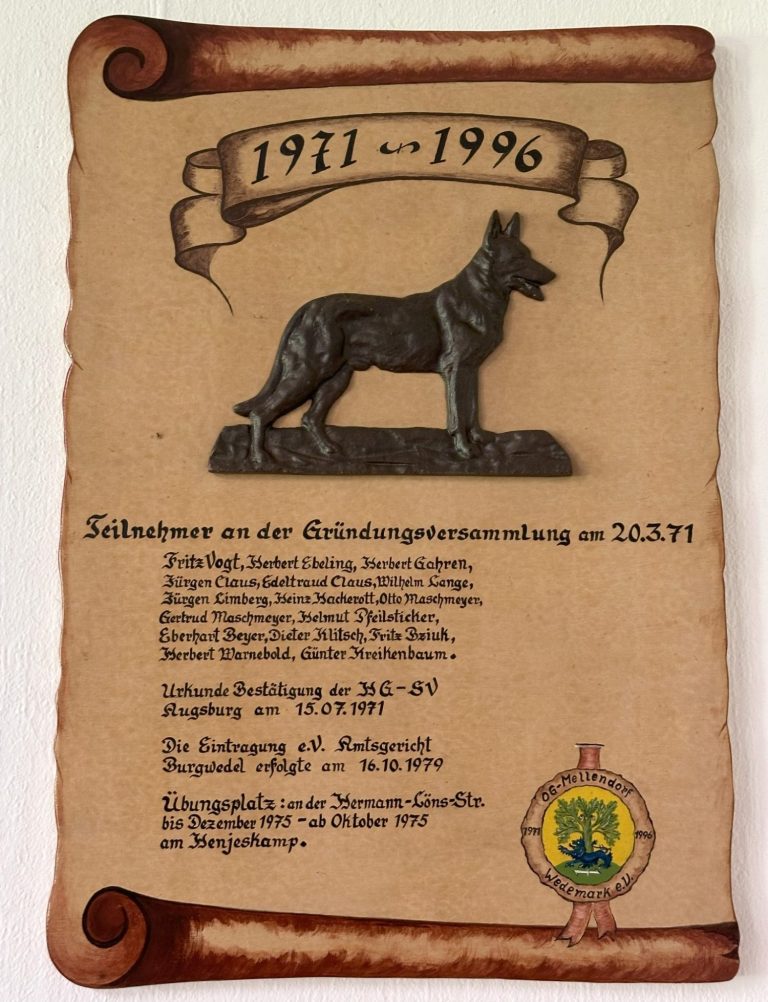 1971 – 1996
Teilnehmer an der Gründungsversammlung am 20.3.71
Fritz Vogt, Herbert Ebeling, Herbert Gahren,
Jürgen Claus, Edeltraud Claus, Wilhelm Lange,
Jürgen Limberg, Heinz Hackerott, Otto Maschmeyer,
Gertrud Maschmeyer, Helmut Pfeilsticker,
Eberhart Beyer, Dieter Klitsch, Fritz Bziuk,
Herbert Warnebold, Günter Kreikenbaum.
Urkunde Bestätigung der HG-SV
Augsburg am 15.07.1971
Die Eintragung e.V. Amtsgericht
Burgwedel erfolgte am 16.10.1979
Übungsplatz: an der Hermann-Löns-Str.
bis Dezember 1975 - ab Oktober 1975
am Henjeskamp.
OG-Mellendorf
1971 1996
Wedemark e.V.